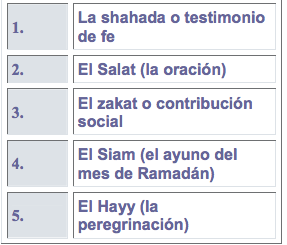 1. La shahada o testimonio
de fe
2. El Salat (la oración)
3. El zakat o contribución
social
4. El Siam (el ayuno del
mes de Ramadán)
5. El Hayy (la
peregrinación)